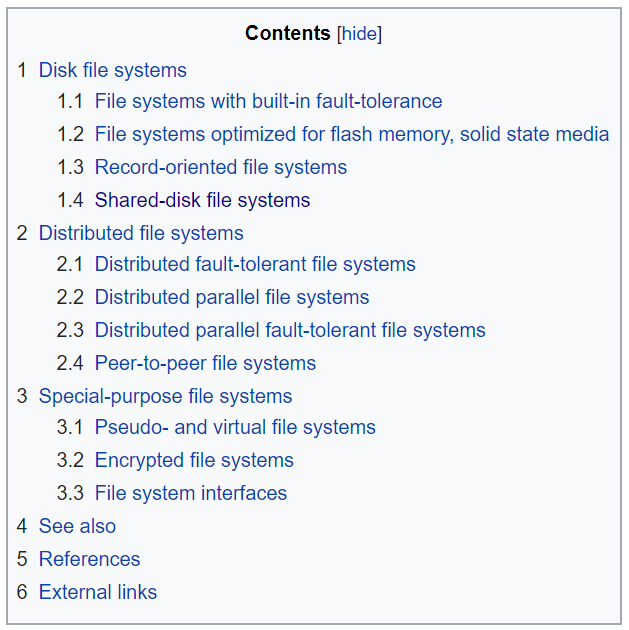 Contents [hide]
1 Disk file systems
1.1 File systems with built-in fault-tolerance
1.2 File systems optimized for flash memory, solid state media
1.3 Record-oriented file systems
1.4 Shared-disk file systems
2 Distributed file systems
2.1 Distributed fault-tolerant file systems
2.2 Distributed parallel file systems
2.3 Distributed parallel fault-tolerant file systems
2.4 Peer-to-peer file systems
3 Special-purpose file systems
3.1 Pseudo- and virtual file systems
3.2 Encrypted file systems
3.3 File system interfaces
4 See also
5 References
6 External links